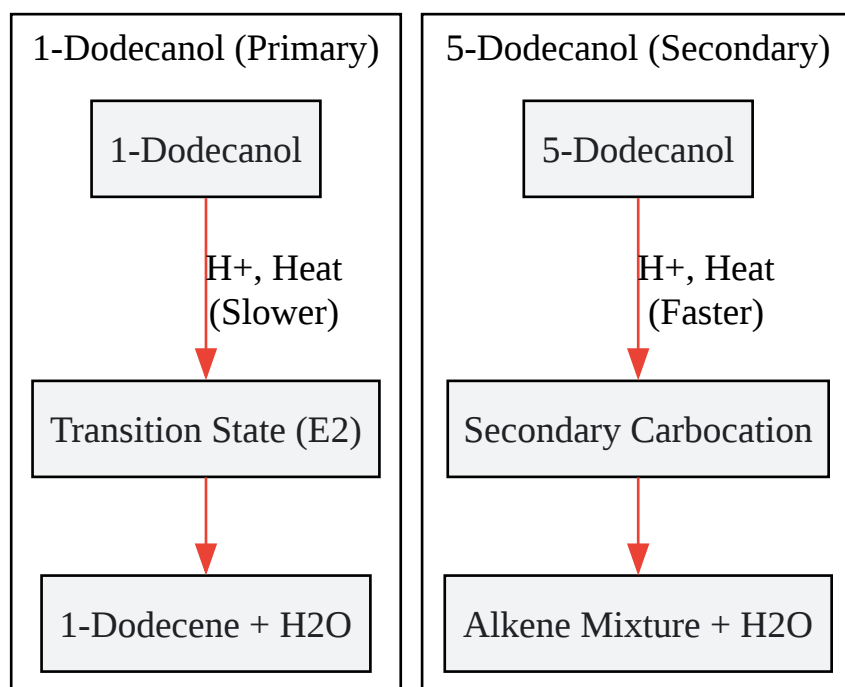 1-Dodecanol (Primary)
1-Dodecanol
H+, Heat
(Slower)
Transition State (E2)
1-Dodecene + H2O
5-Dodecanol (Secondary)
5-Dodecanol
H+, Heat
(Faster)
Secondary Carbocation
Alkene Mixture + H2O